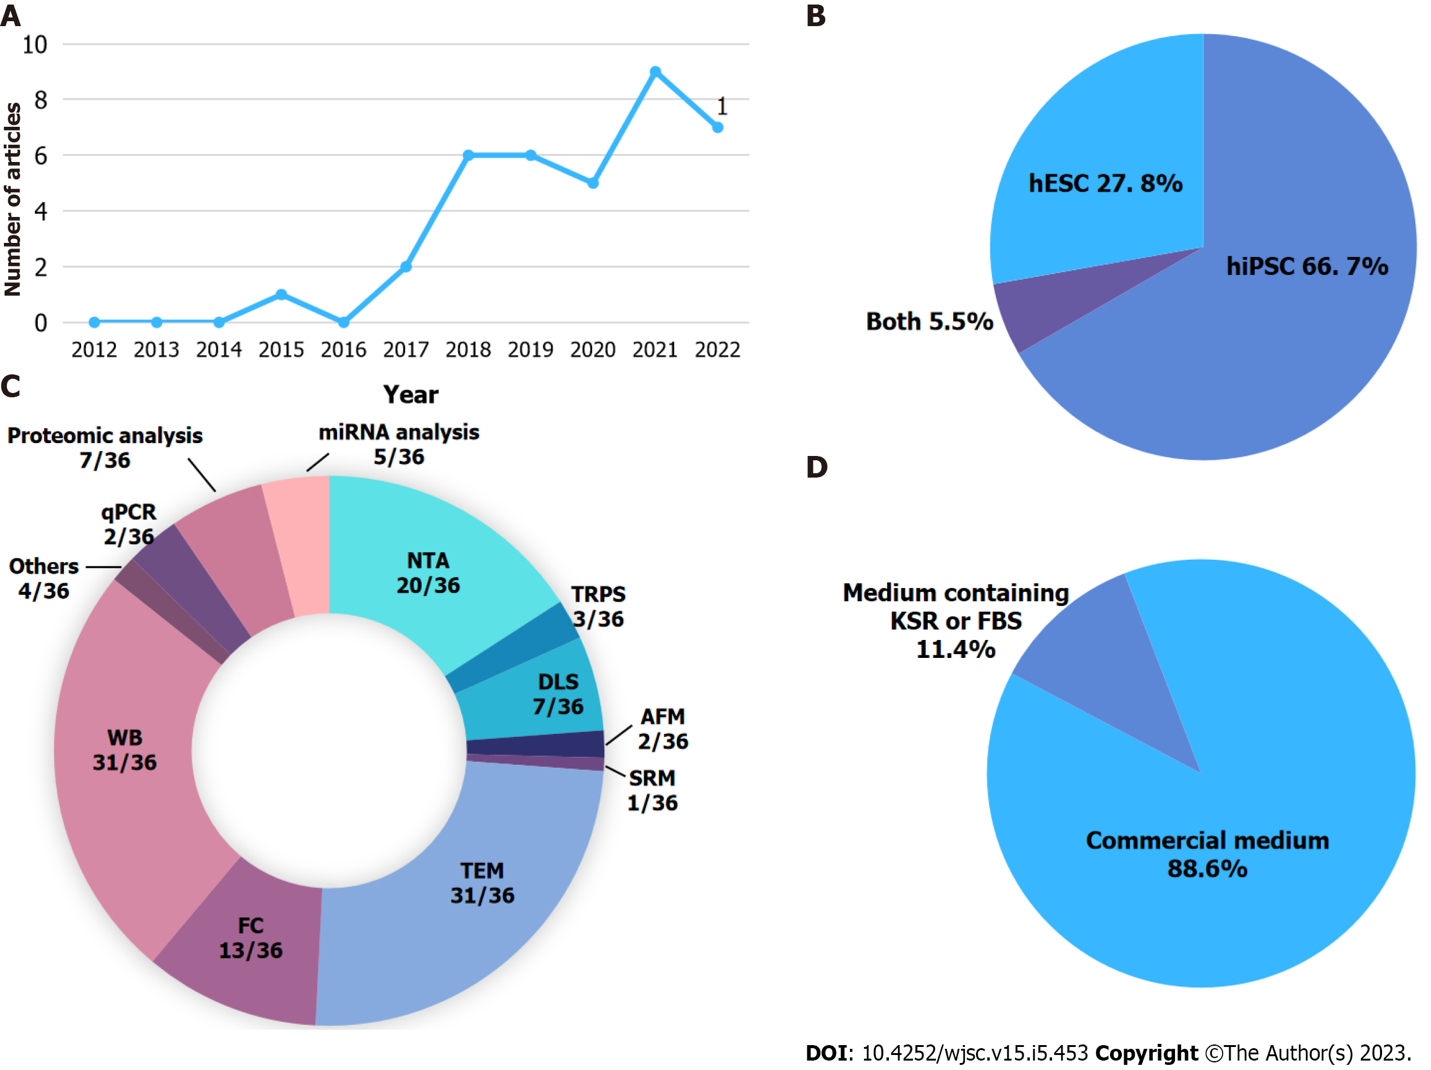 A
10
8
6
4
2
0
Number of articles
1
2012 2013 2014 2015 2016 2017 2018 2019 2020 2021 2022
Year
B
hESC 27. 8%
hiPSC 66. 7%
Both 5.5%
C
Proteomic analysis
7/36
miRNA analysis
5/36
qPCR
2/36
Others
4/36
NTA
20/36
TRPS
3/36
DLS
7/36
AFM
2/36
SRM
1/36
WB
31/36
TEM
31/36
FC
13/36
D
Medium containing
KSR or FBS
11.4%
Commercial medium
88.6%
DOI: 10.4252/wjsc.v15.i5.453 Copyright ©The Author(s) 2023.